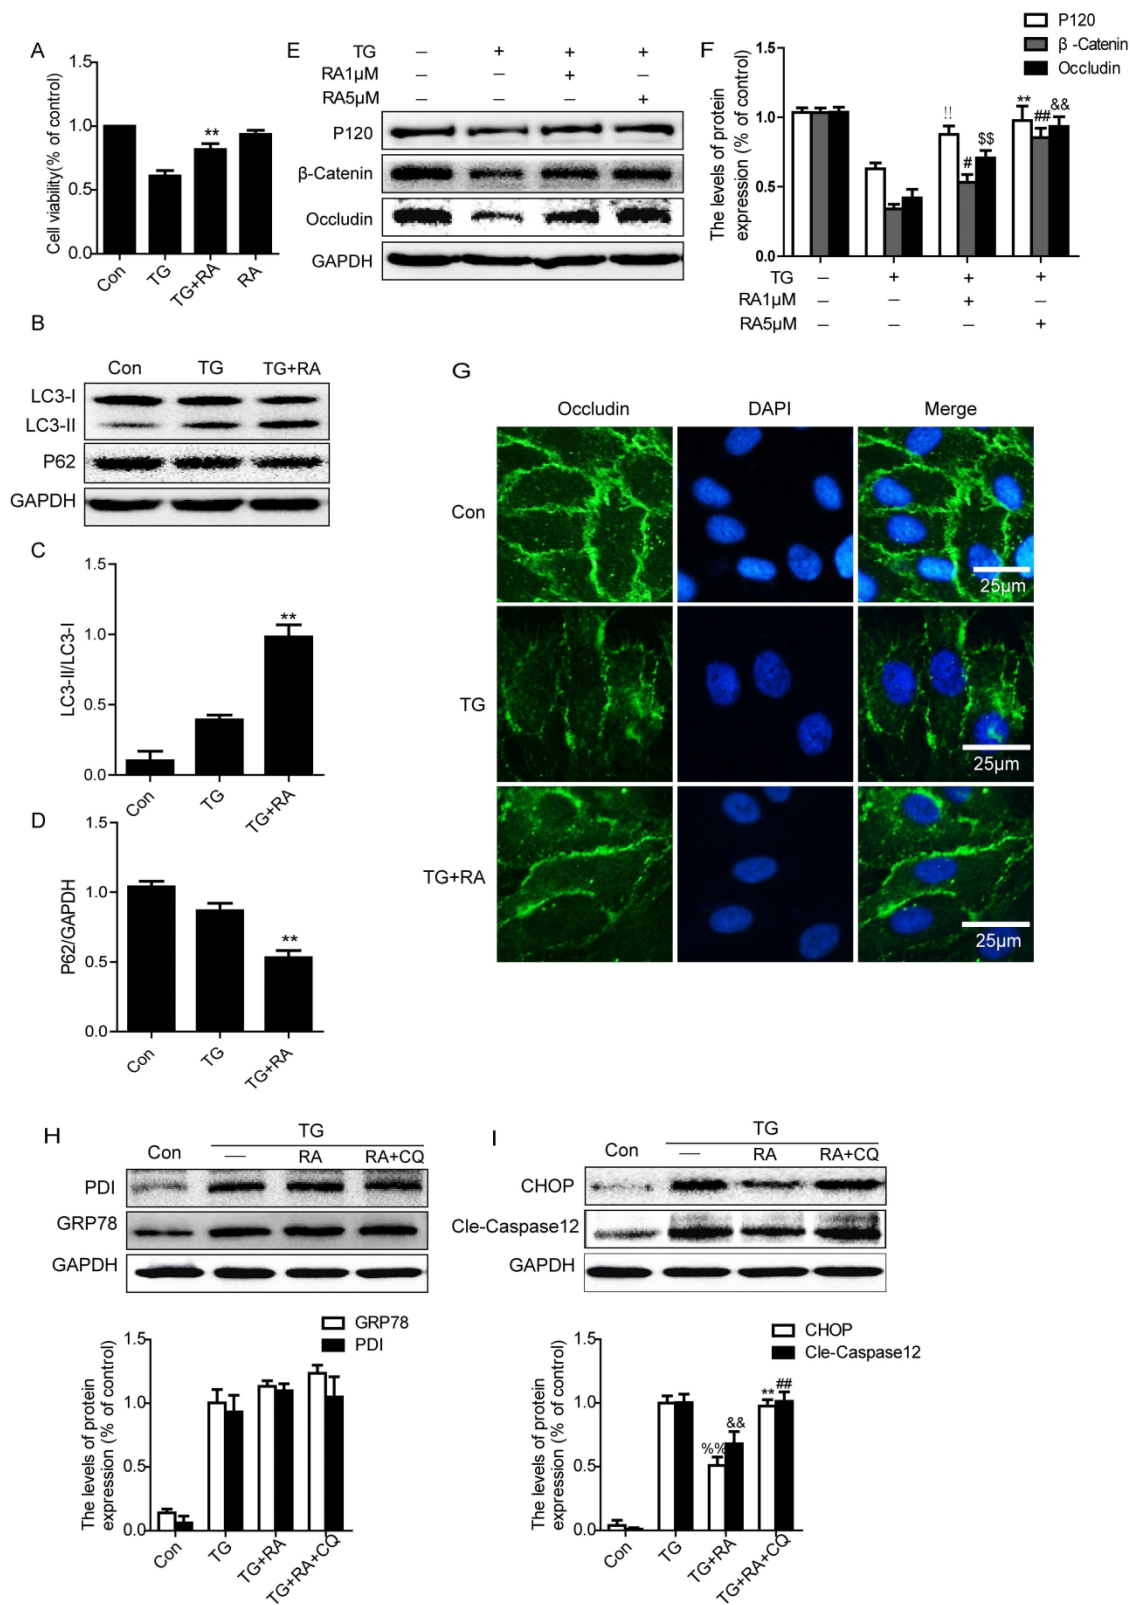 A
Cell viability(% of control)
1.5
1.0
0.5
0.0
Con
TG
TG+RA
RA
**
E
TG – + + +
RA1μM – – + –
RA5μM – – – +
P120
β-Catenin
Occludin
GAPDH
F
P120
β -Catenin
Occludin
The levels of protein
expression (% of control)
1.5
1.0
0.5
0.0
!!
#
$$
**
##
&&
TG – + + +
RA1μM – – + –
RA5μM – – – +
B
Con TG TG+RA
LC3-I
LC3-II
P62
GAPDH
C
LC3-II/LC3-I
1.5
1.0
0.5
0.0
**
Con
TG
TG+RA
D
P62/GAPDH
1.5
1.0
0.5
0.0
**
Con
TG
TG+RA
G
Occludin DAPI Merge
Con
25μm
TG
25μm
TG+RA
25μm
H
TG
Con — RA RA+CQ
PDI
GRP78
GAPDH
GRP78
PDI
The levels of protein
expression (% of control)
1.5
1.0
0.5
0.0
Con
TG
TG+RA
TG+RA+CQ
I
TG
Con — RA RA+CQ
CHOP
Cle-Caspase12
GAPDH
CHOP
Cle-Caspase12
The levels of protein
expression (% of control)
1.5
1.0
0.5
0.0
%%
&&
**
##
Con
TG
TG+RA
TG+RA+CQ